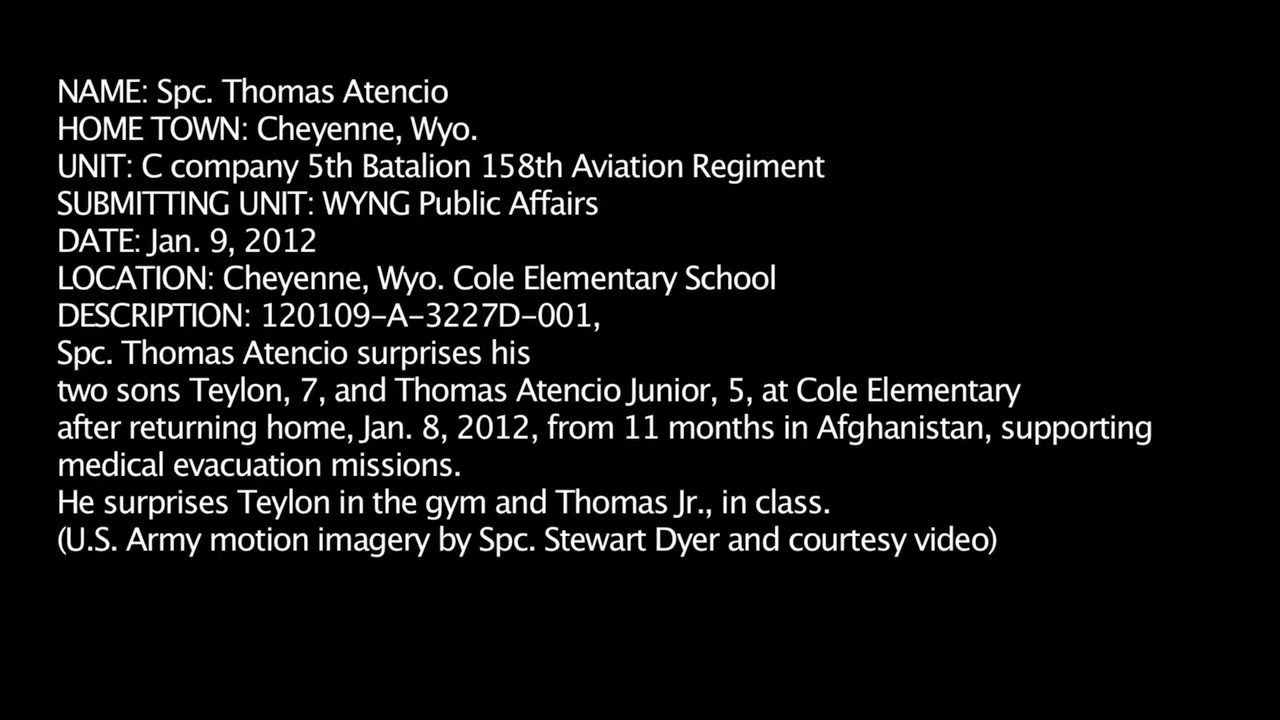 NAME: Spc. Thomas Atencio
HOME TOWN: Cheyenne, Wyo.
UNIT: C company 5th Batalion 158th Aviation Regiment
SUBMITTING UNIT: WYNG Public Affairs
DATE: Jan. 9, 2012
LOCATION: Cheyenne, Wyo. Cole Elementary School
DESCRIPTION: 120109-A-3227D-001,
Spc. Thomas Atencio surprises his
two sons Teylon, 7, and Thomas Atencio Junior, 5, at Cole Elementary
after returning home, Jan. 8, 2012, from 11 months in Afghanistan, supporting
medical evacuation missions.
He surprises Teylon in the gym and Thomas Jr., in class.
(U.S. Army motion imagery by Spc. Stewart Dyer and courtesy video)